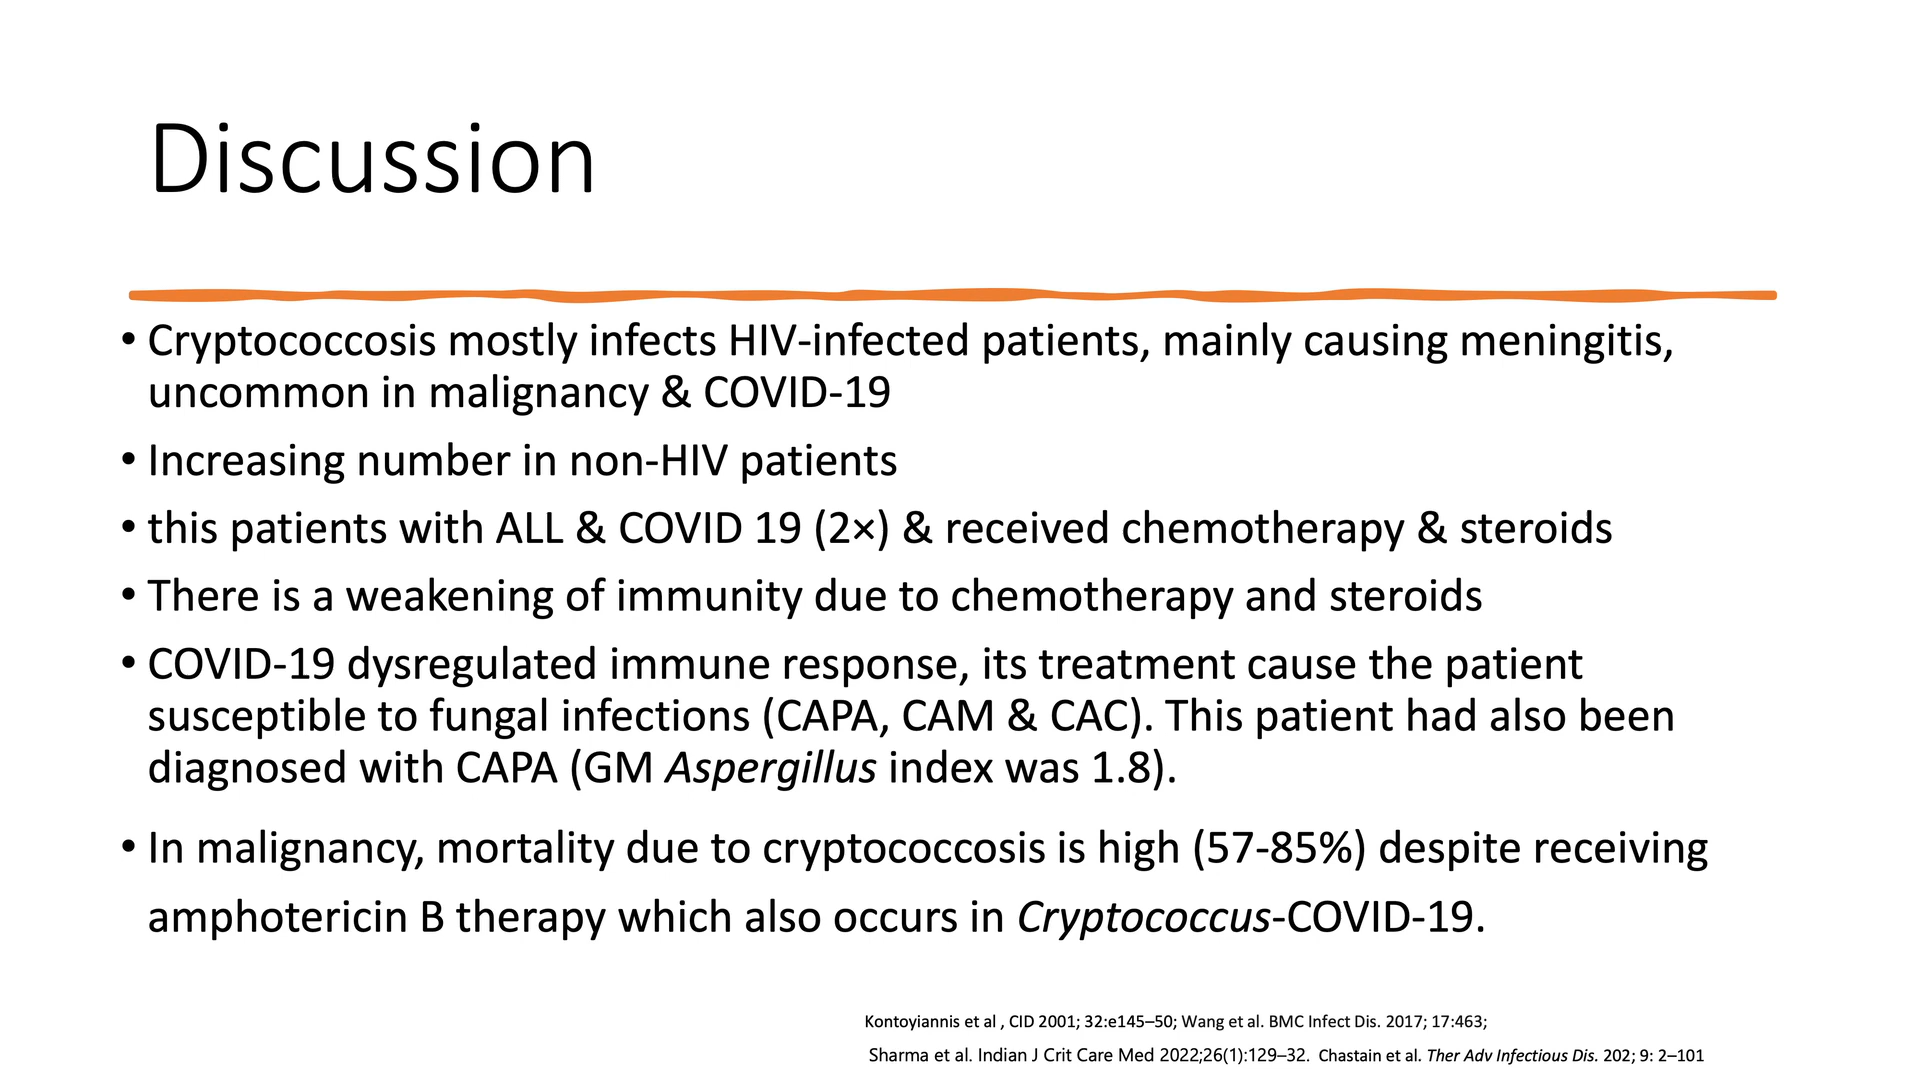 Discussion
• Cryptococcosis mostly infects HIV-infected patients, mainly causing meningitis,
uncommon in malignancy & COVID-19
• Increasing number in non-HIV patients
• this patients with ALL & COVID 19 (2×) & received chemotherapy & steroids
• There is a weakening of immunity due to chemotherapy and steroids
• COVID-19 dysregulated immune response, its treatment cause the patient
susceptible to fungal infections (CAPA, CAM & CAC). This patient had also been
diagnosed with CAPA (GM Aspergillus index was 1.8).
• In malignancy, mortality due to cryptococcosis is high (57-85%) despite receiving
amphotericin B therapy which also occurs in Cryptococcus-COVID-19.
Kontoyiannis et al , CID 2001; 32:e145–50; Wang et al. BMC Infect Dis. 2017; 17:463;
Sharma et al. Indian J Crit Care Med 2022;26(1):129–32. Chastain et al. Ther Adv Infectious Dis. 202; 9: 2–101